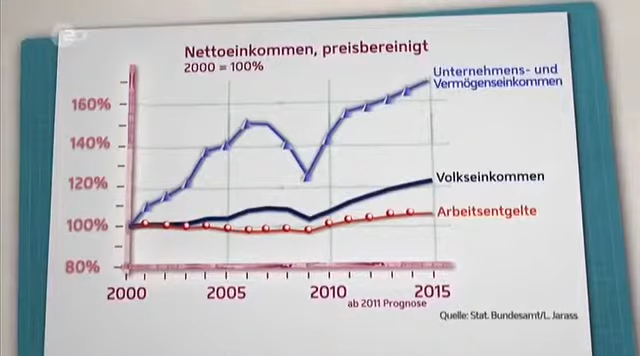 ZDF
Nettoeinkommen, preisbereinigt
2000 = 100%
Unternehmens- und
Vermögenseinkommen
160%
140%
Volkseinkommen
120%
Arbeitsentgelte
100%
80%
2000 2005 2010 2015
ab 2011 Prognose
Quelle: Stat. Bundesamt/L. Jarass